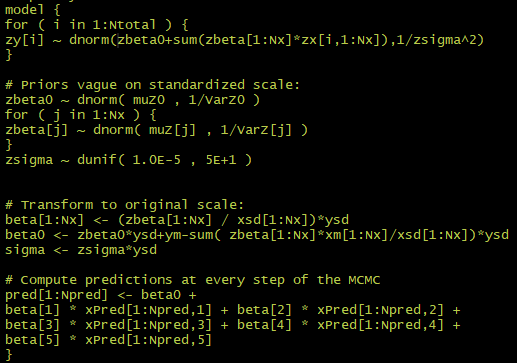 model {
for ( i in 1:Ntotal ) {
zy[i] ~ dnorm(zbeta0+sum(zbeta[1:Nx]*zx[i,1:Nx]),1/zsigma^2)
}
# Priors vague on standardized scale:
zbeta0 ~ dnorm( muZ0 , 1/VarZ0 )
for ( j in 1:Nx ) {
zbeta[j] ~ dnorm( muZ[j] , 1/VarZ[j] )
}
zsigma ~ dunif( 1.0E-5 , 5E+1 )
# Transform to original scale:
beta[1:Nx] <- (zbeta[1:Nx] / xsd[1:Nx])*ysd
beta0 <- zbeta0*ysd+ym-sum( zbeta[1:Nx]*xm[1:Nx]/xsd[1:Nx])*ysd
sigma <- zsigma*ysd
# Compute predictions at every step of the MCMC
pred[1:Npred] <- beta0 +
beta[1] * xPred[1:Npred,1] + beta[2] * xPred[1:Npred,2] +
beta[3] * xPred[1:Npred,3] + beta[4] * xPred[1:Npred,4] +
beta[5] * xPred[1:Npred,5]
}